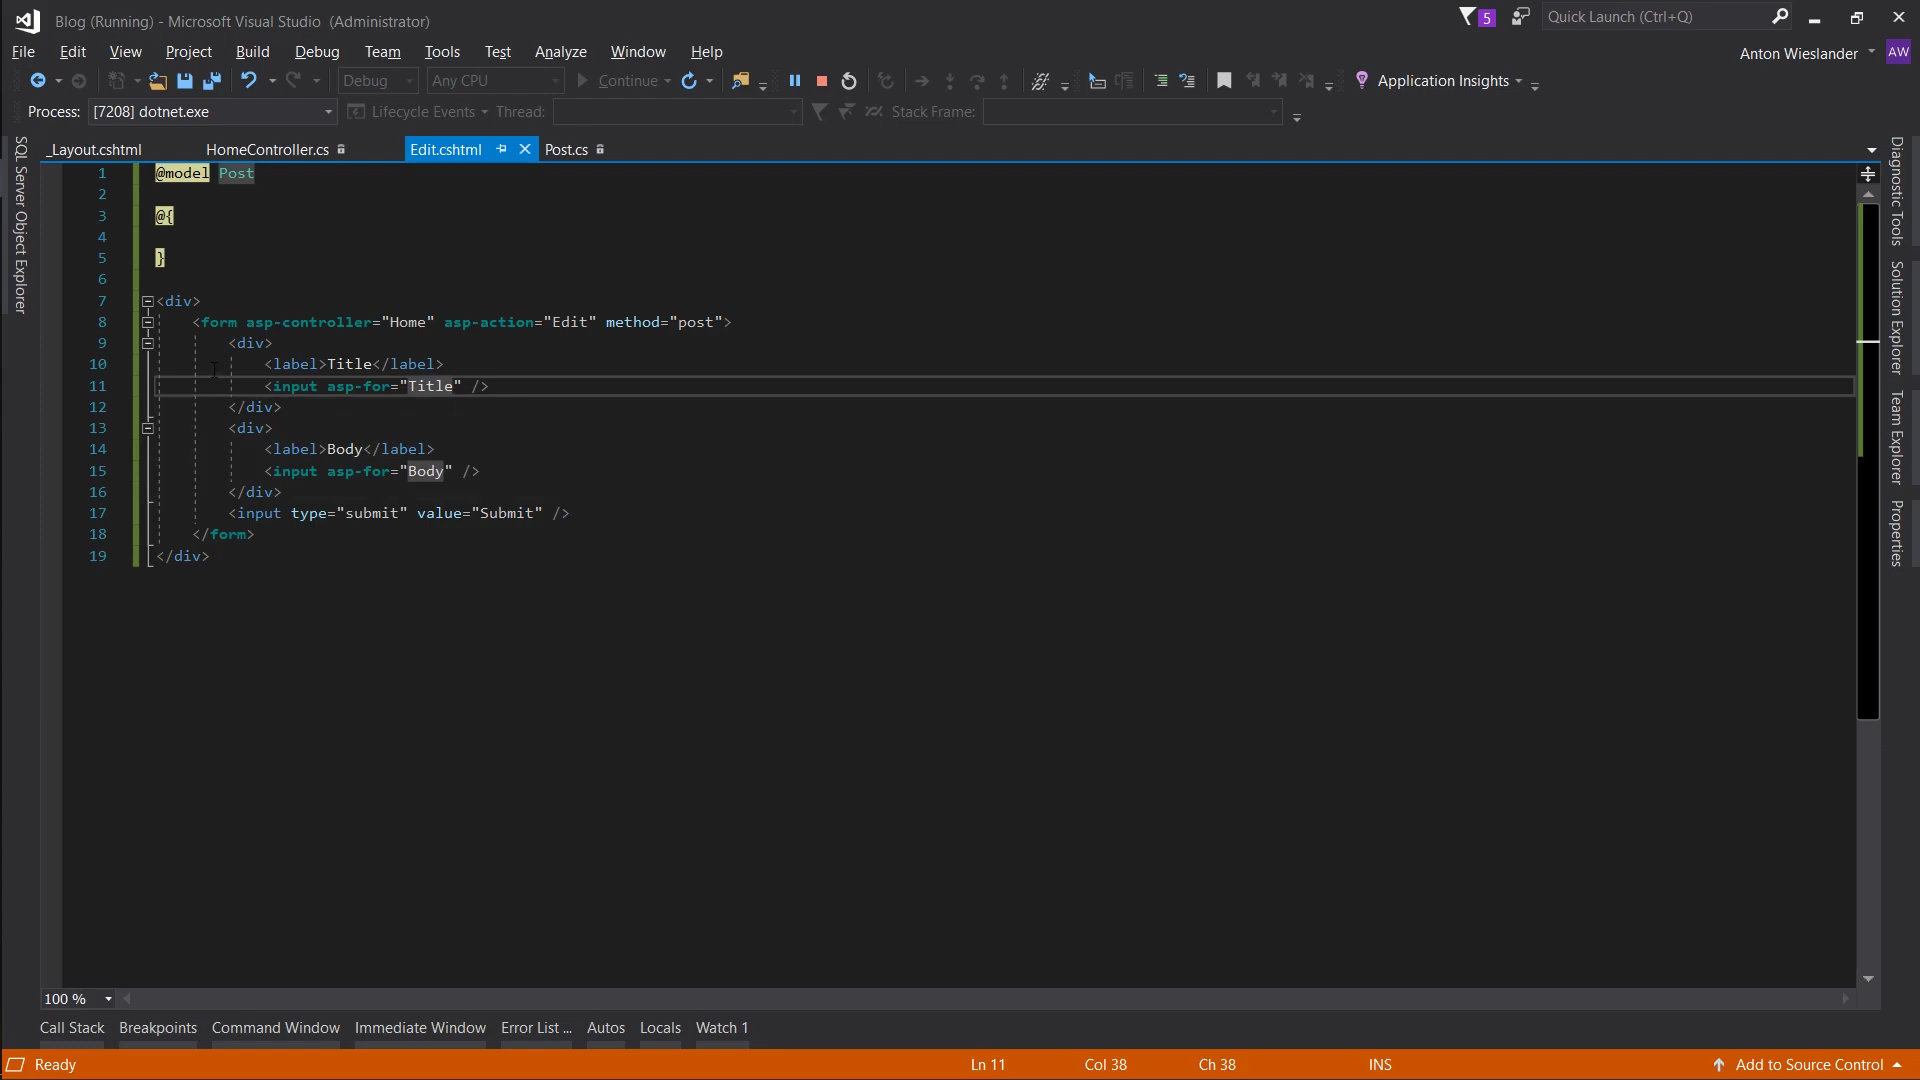 Blog (Running) - Microsoft Visual Studio (Administrator)
5
Quick Launch (Ctrl+Q)
File Edit View Project Build Debug Team Tools Test Analyze Window Help
Anton Wieslander AW
Debug Any CPU Continue Application Insights
Process: [7208] dotnet.exe Lifecycle Events Thread: Stack Frame:
_Layout.cshtml HomeController.cs Edit.cshtml Post.cs
SQL Server Object Explorer
1 @model Post
2
3 @{
4
5 }
6
7 <div>
8 <form asp-controller="Home" asp-action="Edit" method="post">
9 <div>
10 <label>Title</label>
11 <input asp-for="Title" />
12 </div>
13 <div>
14 <label>Body</label>
15 <input asp-for="Body" />
16 </div>
17 <input type="submit" value="Submit" />
18 </form>
19 </div>
Diagnostic Tools
Solution Explorer
Team Explorer
Properties
100 %
Call Stack Breakpoints Command Window Immediate Window Error List ... Autos Locals Watch 1
Ready Ln 11 Col 38 Ch 38 INS Add to Source Control